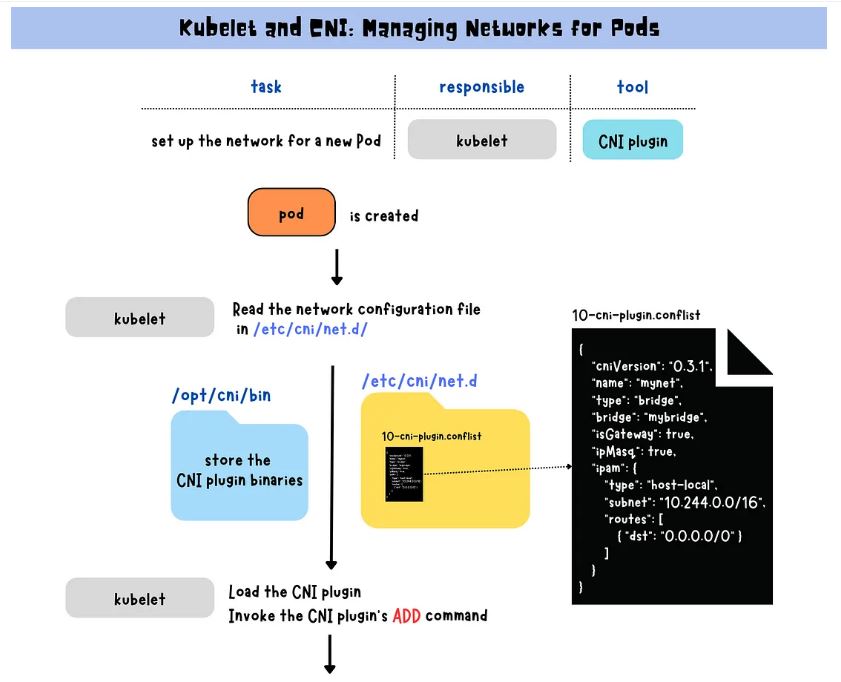 Kubelet and CNI: Managing Networks for Pods
task
responsible
tool
set up the network for a new Pod
kubelet
CNI plugin
pod
is created
kubelet
Read the network configuration file
in /etc/cni/net.d/
/opt/cni/bin
store the
CNI plugin binaries
/etc/cni/net.d
10-cni-plugin.conflist
10-cni-plugin.conflist
{
"cniVersion": "0.3.1",
"name": "mynet",
"type": "bridge",
"bridge": "mybridge",
"isGateway": true,
"ipMasq": true,
"ipam": {
"type": "host-local",
"subnet": "10.244.0.0/16",
"routes": [
{ "dst": "0.0.0.0/0" }
]
}
}
kubelet
Load the CNI plugin
Invoke the CNI plugin's ADD command